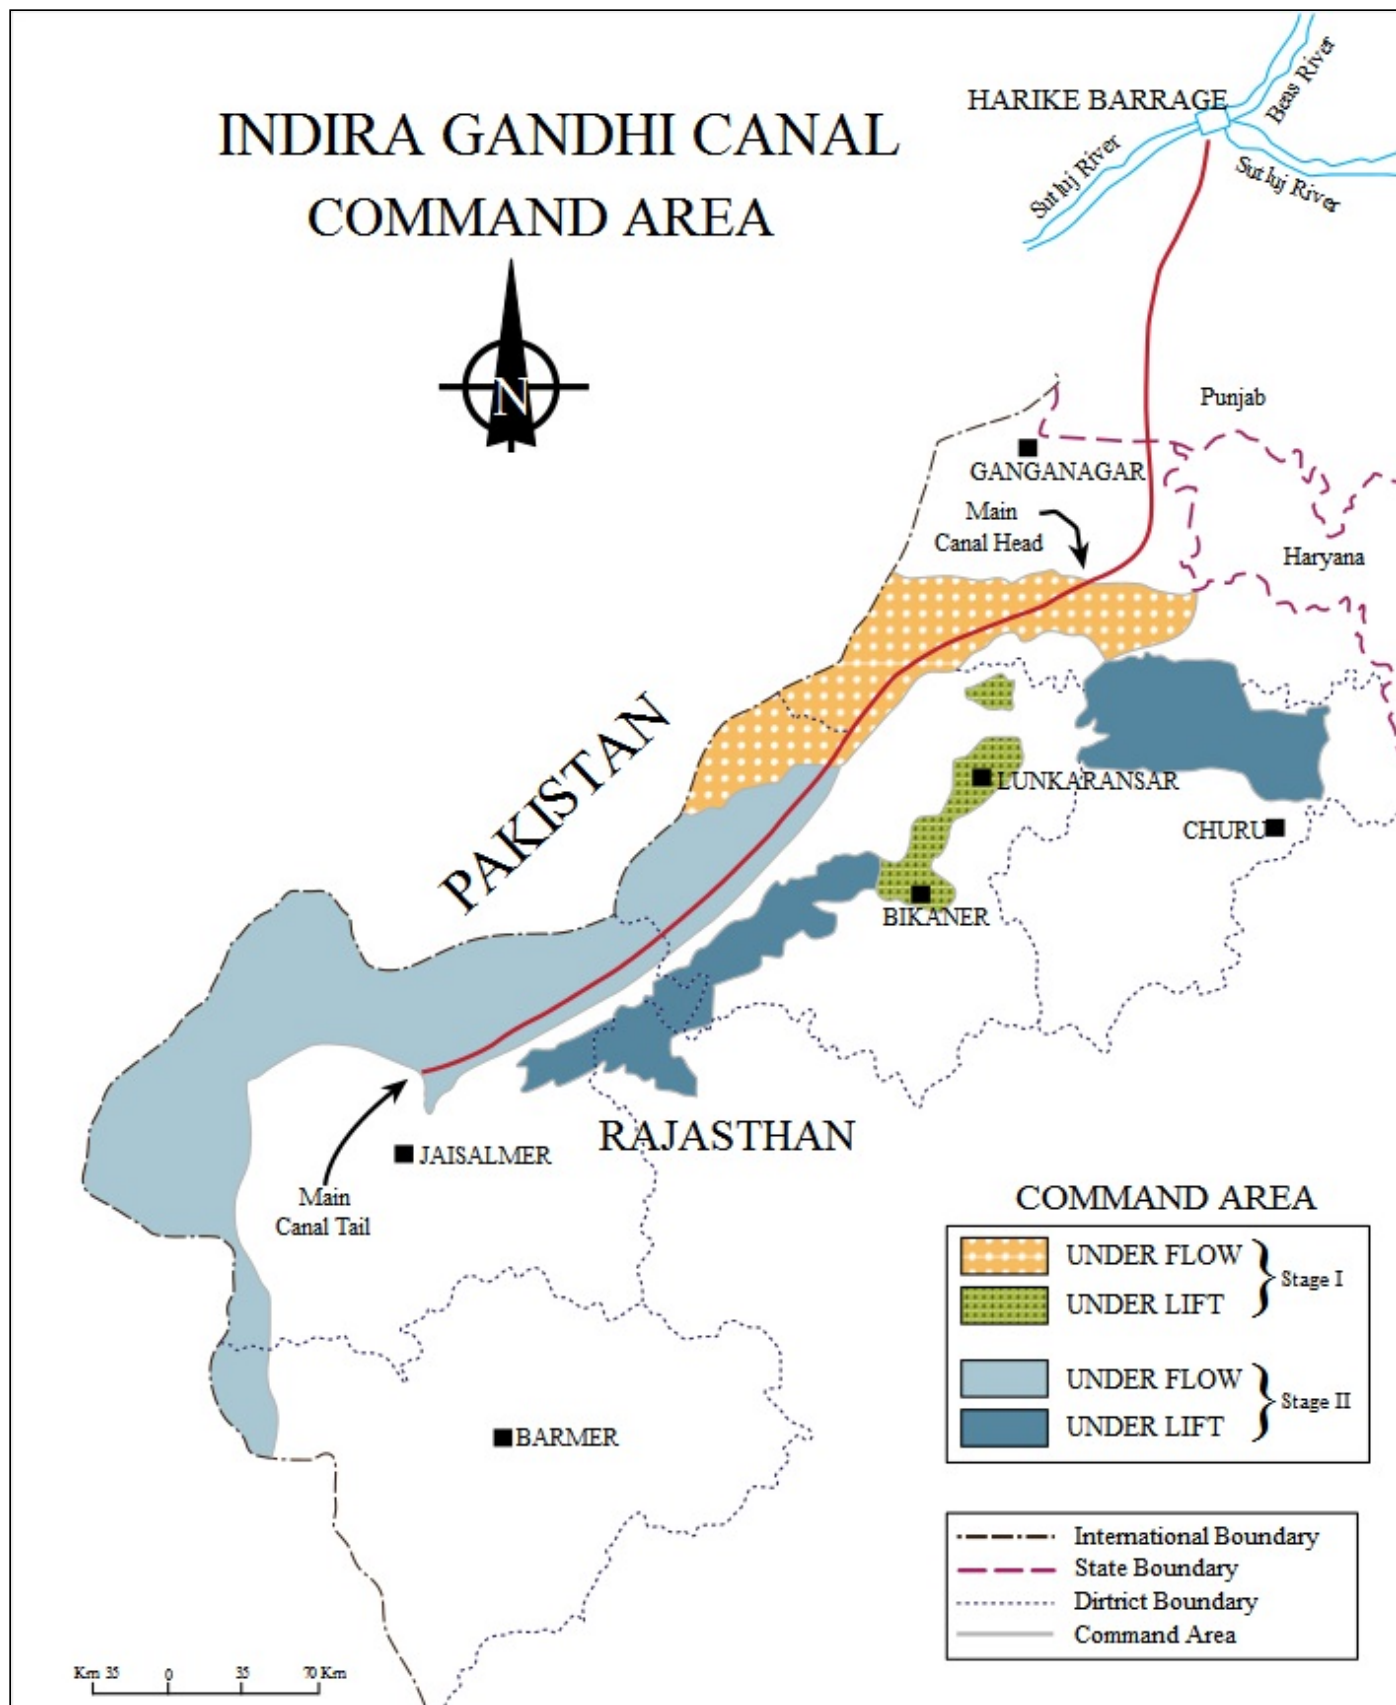 INDIRA GANDHI CANAL
COMMAND AREA
N
HARIKE BARRAGE
Beas River
Sutluj River
Sutluj River
Punjab
GANGANAGAR
Main
Canal Head
Haryana
PAKISTAN
LUNKARANSAR
CHURU
BIKANER
RAJASTHAN
JAISALMER
Main
Canal Tail
BARMER
COMMAND AREA
UNDER FLOW
UNDER LIFT
Stage I
UNDER FLOW
UNDER LIFT
Stage II
International Boundary
State Boundary
Dirtrict Boundary
Command Area
Km 35 0 35 70 Km